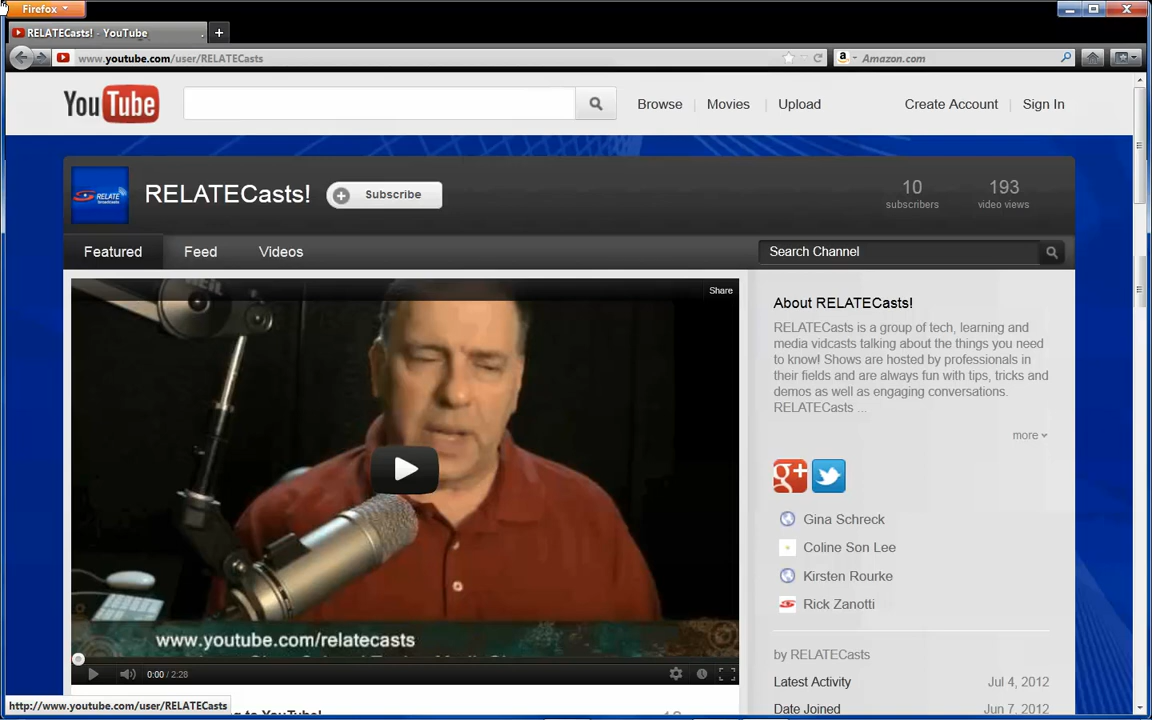 Firefox
RELATECasts! - YouTube
www.youtube.com/user/RELATECasts
Amazon.com
YouTube
Browse
Movies
Upload
Create Account
Sign In
RELATE
RELATECasts!
Subscribe
10
subscribers
193
video views
Featured
Feed
Videos
Search Channel
HEIL
Share
www.youtube.com/relatecasts
0:00 / 2:28
About RELATECasts!
RELATECasts is a group of tech, learning and
media vidcasts talking about the things you need
to know! Shows are hosted by professionals in
their fields and are always fun with tips, tricks and
demos as well as engaging conversations.
RELATECasts ...
more
g+
Gina Schreck
Coline Son Lee
Kirsten Rourke
Rick Zanotti
by RELATECasts
Latest Activity
Jul 4, 2012
Date Joined
Jun 7, 2012
http://www.youtube.com/user/RELATECasts
to YouTube!